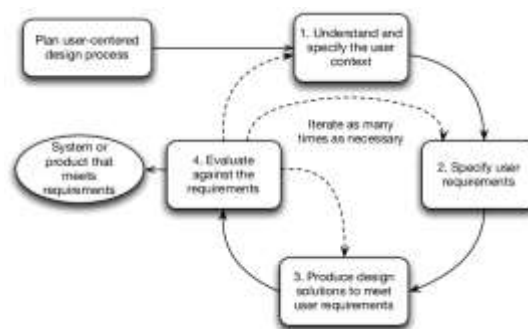 Plan user-centered
design process
1. Understand and
specify the user
context
Iterate as many
times as necessary
System or
product that
meets
requirements
4. Evaluate
against the
requirements
2. Specify user
requirements
3. Produce design
solutions to meet
user requirements